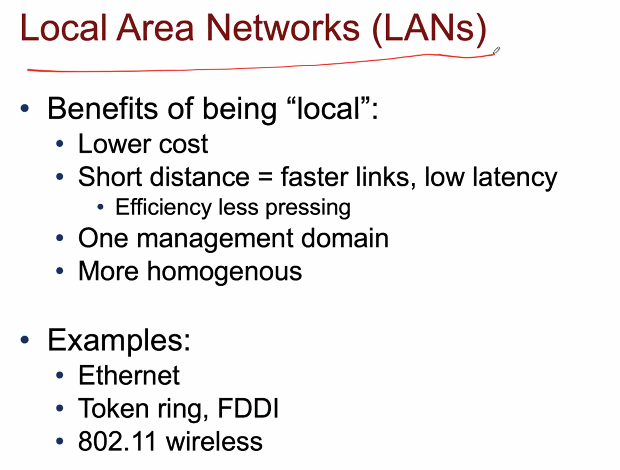 Local Area Networks (LANs)
• Benefits of being “local”:
• Lower cost
• Short distance = faster links, low latency
• Efficiency less pressing
• One management domain
• More homogenous
• Examples:
• Ethernet
• Token ring, FDDI
• 802.11 wireless